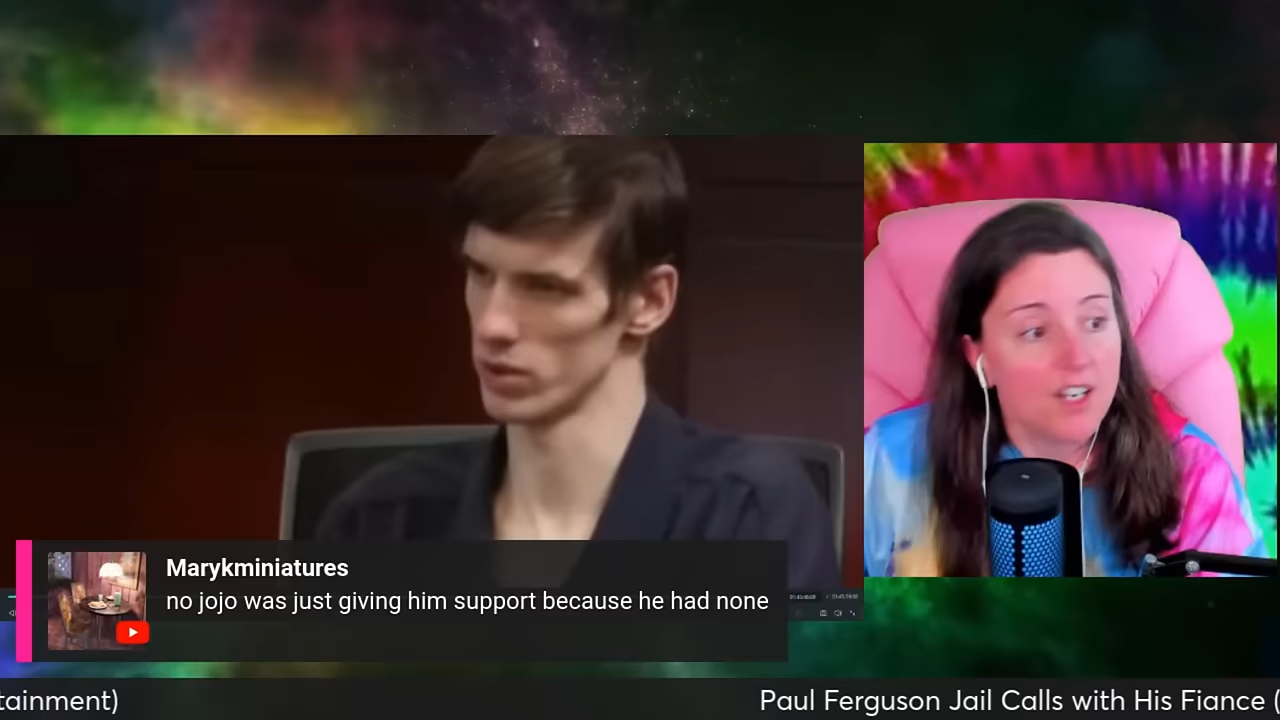 Marykminiatures
no jojo was just giving him support because he had none
tainment)
Paul Ferguson Jail Calls with His Fiance (